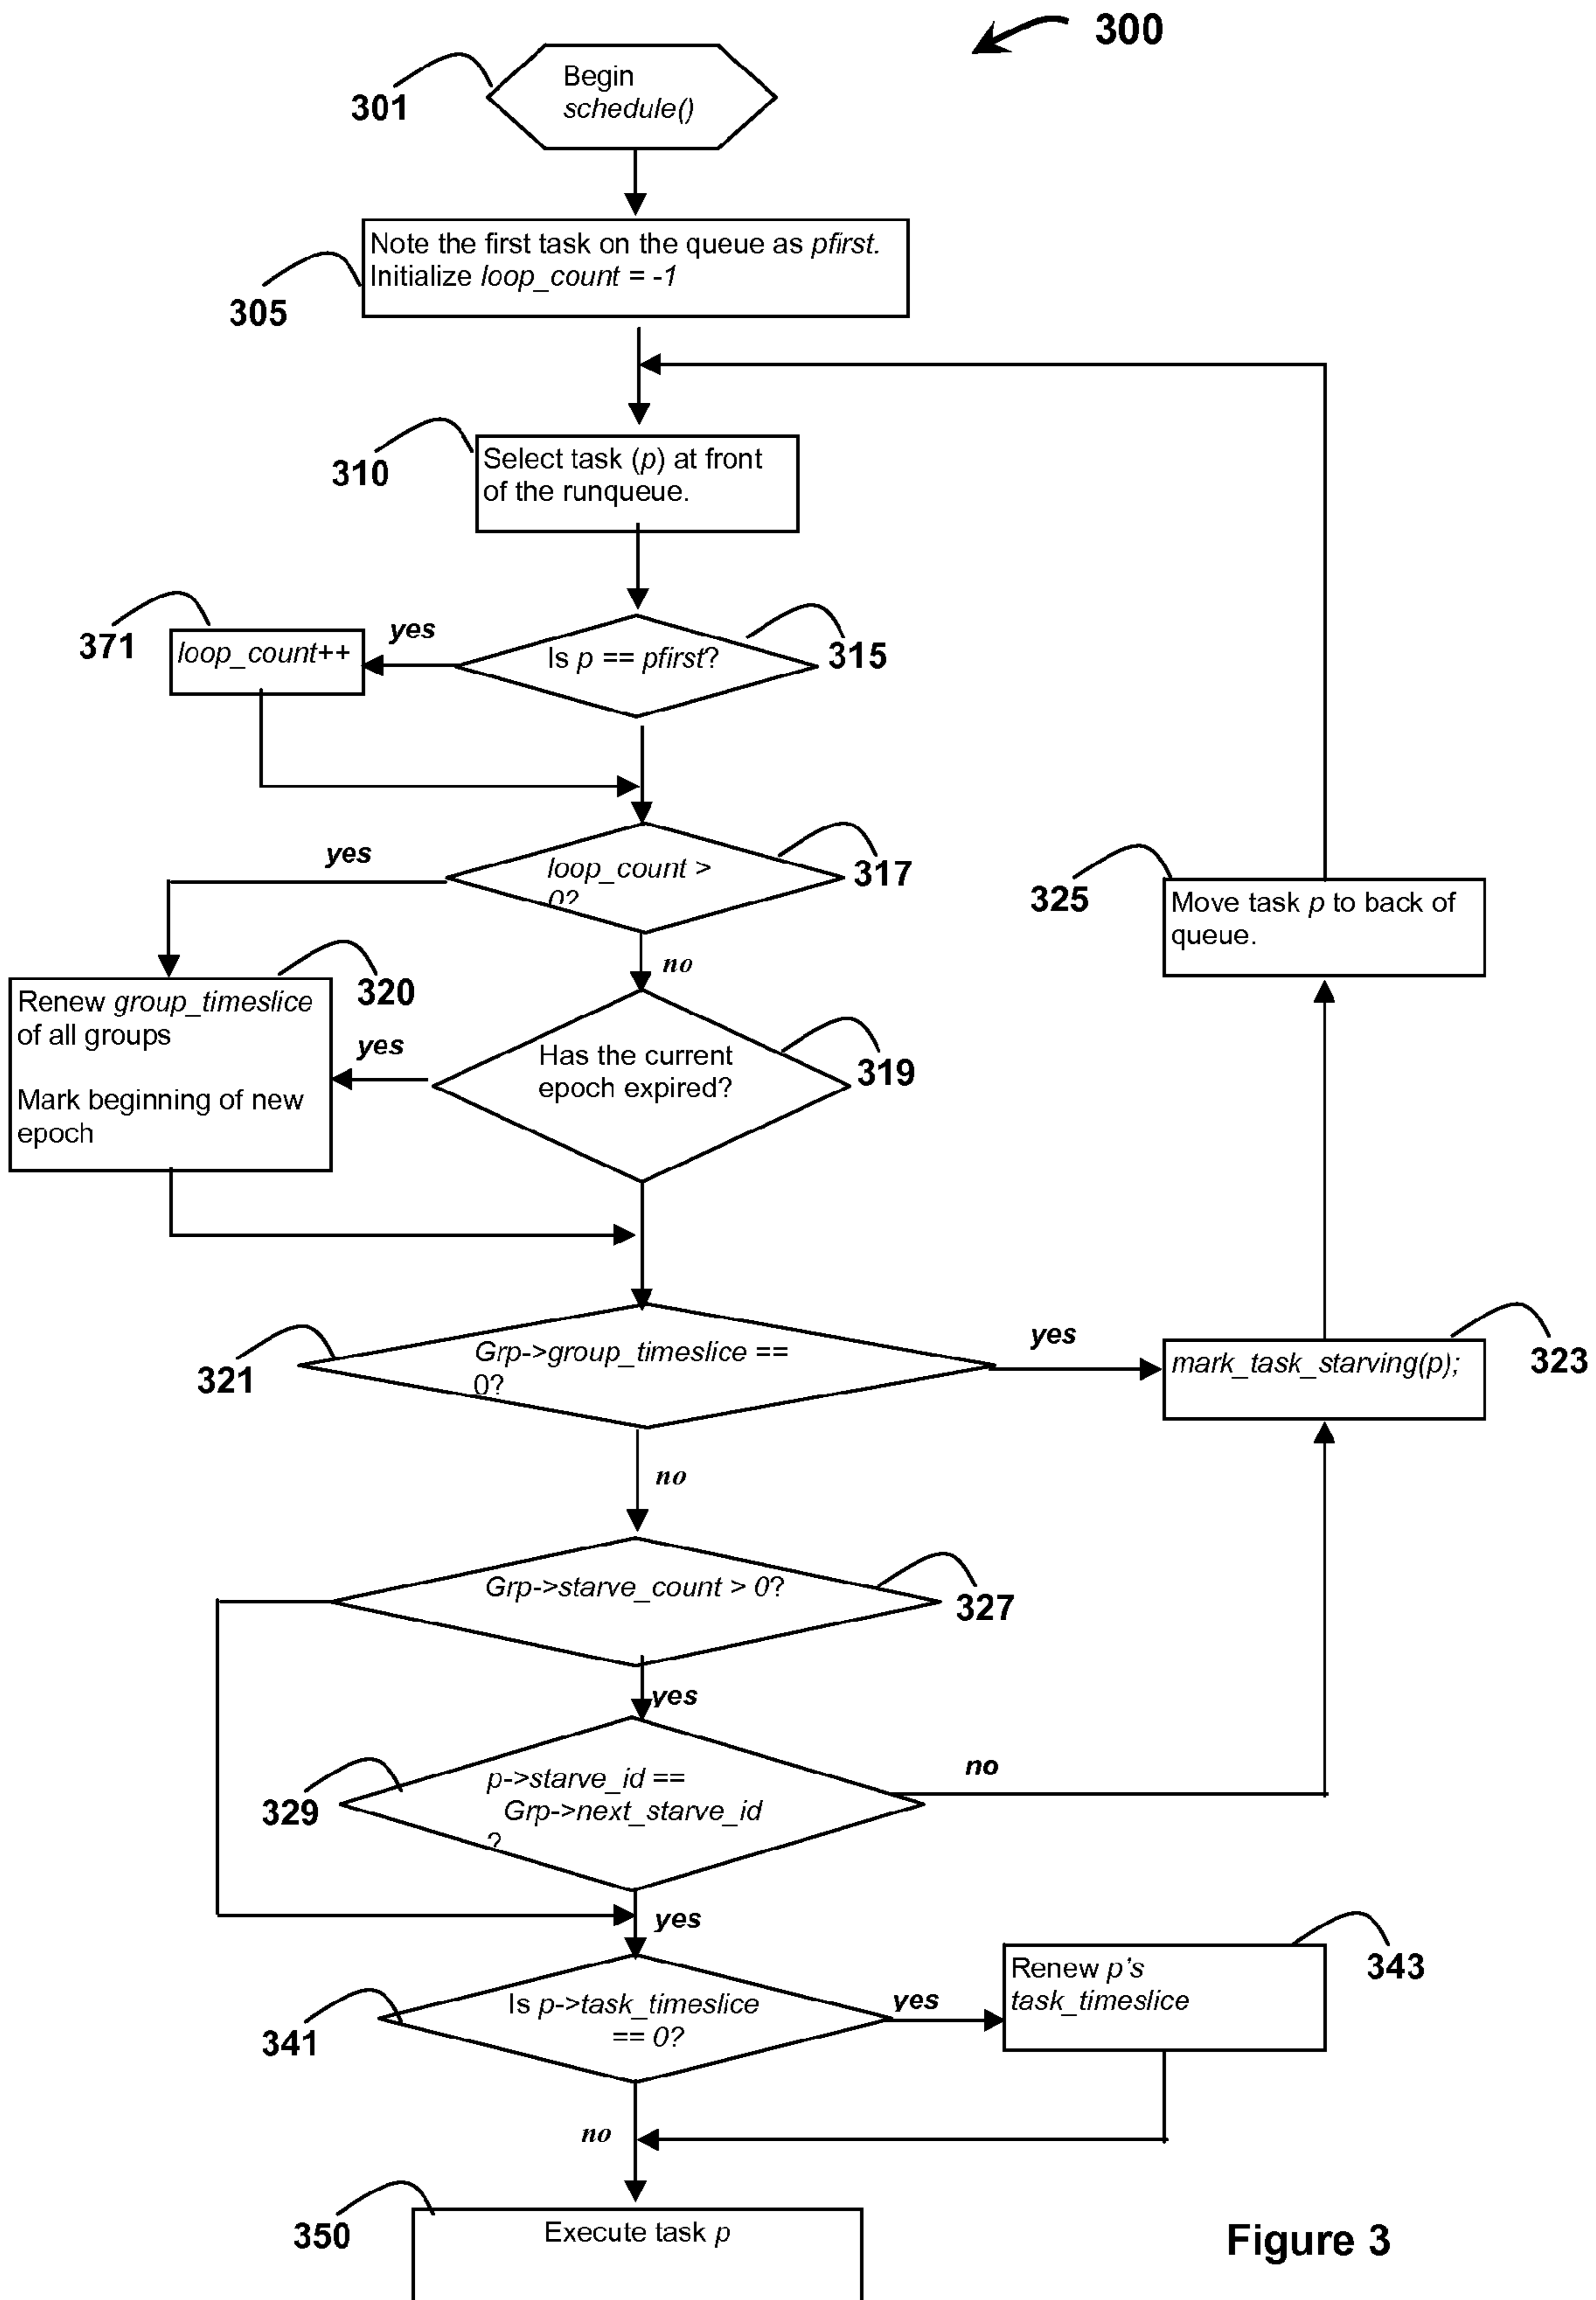 300
Begin
schedule()
301
Note the first task on the queue as pfirst.
Initialize loop_count = -1
305
Select task (p) at front
of the runqueue.
310
371
loop_count++
yes
Is p == pfirst?
315
yes
loop_count >
0?
317
no
325
Move task p to back of
queue.
320
Renew group_timeslice
of all groups
Mark beginning of new
epoch
yes
Has the current
epoch expired?
319
321
Grp->group_timeslice ==
0?
yes
mark_task_starving(p);
323
no
Grp->starve_count > 0?
327
yes
329
p->starve_id ==
Grp->next_starve_id
?
no
yes
341
Is p->task_timeslice
== 0?
yes
Renew p's
task_timeslice
343
no
350
Execute task p
Figure 3